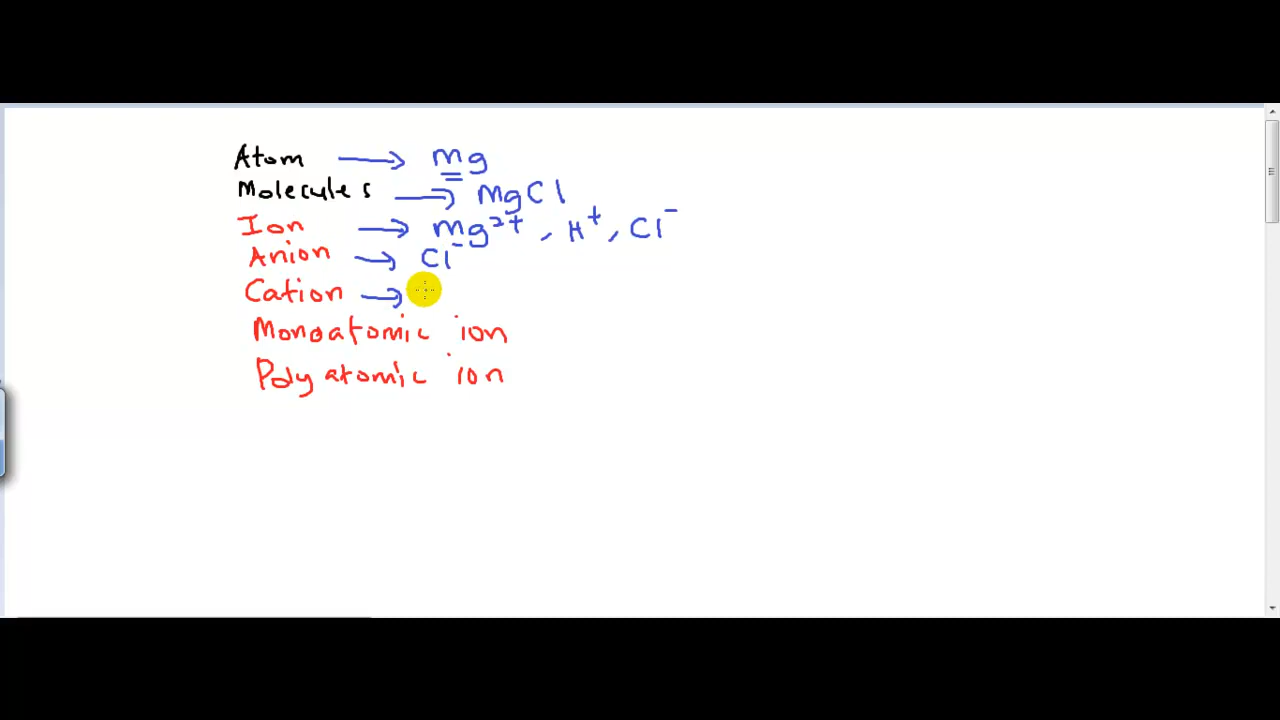 Atom → Mg
Molecules → MgCl
Ion → Mg²⁺, H⁺, Cl⁻
Anion → Cl⁻
Cation →
Monoatomic ion
Polyatomic ion